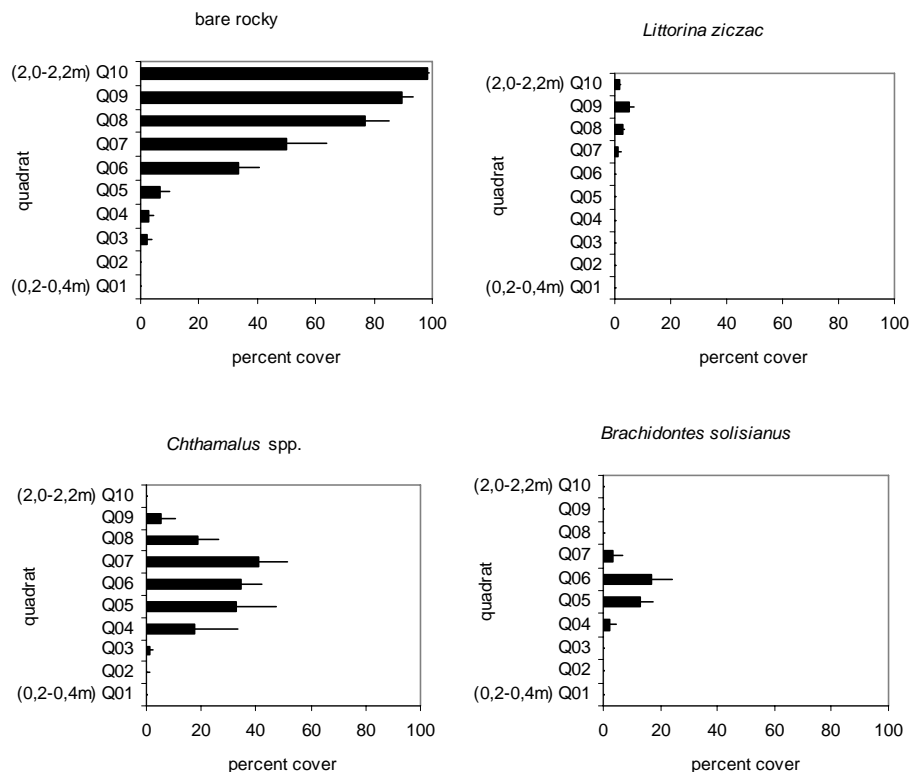 bare rocky
(2,0-2,2m) Q10
Q09
Q08
Q07
Q06
Q05
Q04
Q03
Q02
(0,2-0,4m) Q01
quadrat
0 20 40 60 80 100
percent cover
Littorina ziczac
(2,0-2,2m) Q10
Q09
Q08
Q07
Q06
Q05
Q04
Q03
Q02
(0,2-0,4m) Q01
quadrat
0 20 40 60 80 100
percent cover
Chthamalus spp.
(2,0-2,2m) Q10
Q09
Q08
Q07
Q06
Q05
Q04
Q03
Q02
(0,2-0,4m) Q01
quadrat
0 20 40 60 80 100
percent cover
Brachidontes solisianus
(2,0-2,2m) Q10
Q09
Q08
Q07
Q06
Q05
Q04
Q03
Q02
(0,2-0,4m) Q01
quadrat
0 20 40 60 80 100
percent cover